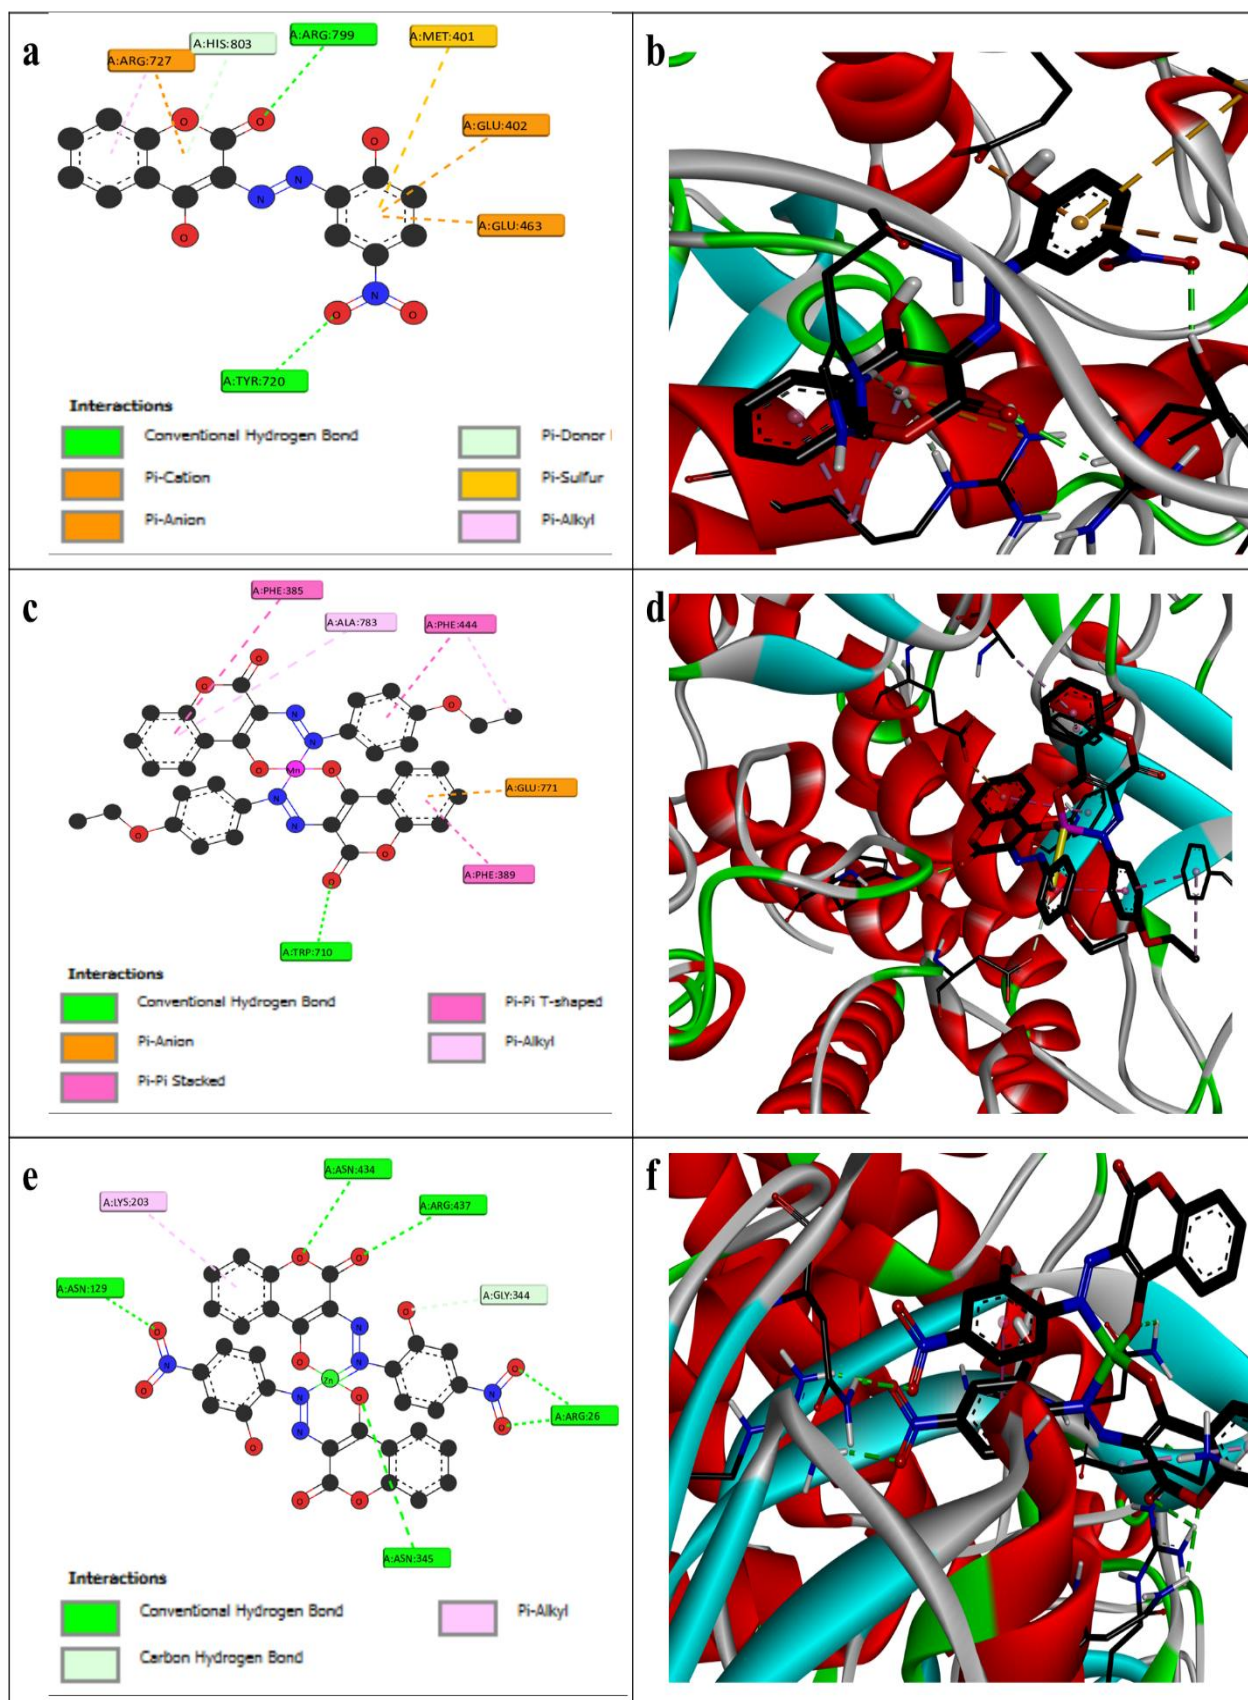 a
A:HIS:803
A:ARG:799
A:MET:401
A:ARG:727
A:GLU:402
A:GLU:463
O
O
N
N
O
O
N
O
O
A:TYR:720
Interactions
Conventional Hydrogen Bond
Pi-Donor
Pi-Cation
Pi-Sulfur
Pi-Anion
Pi-Alkyl
b
c
A:PHE:385
A:ALA:783
A:PHE:444
O
O
N
O
N
O
Mn
O
N
N
O
O
O
A:GLU:771
A:PHE:389
A:TRP:710
Interactions
Conventional Hydrogen Bond
Pi-Pi T-shaped
Pi-Anion
Pi-Alkyl
Pi-Pi Stacked
d
e
A:ASN:434
A:LYS:203
A:ARG:437
A:ASN:129
A:GLY:344
O
O
O
O
N
O
N
O
N
Zn
N
O
N
O
N
O
O
O
O
O
A:ARG:26
A:ASN:345
Interactions
Conventional Hydrogen Bond
Pi-Alkyl
Carbon Hydrogen Bond
f